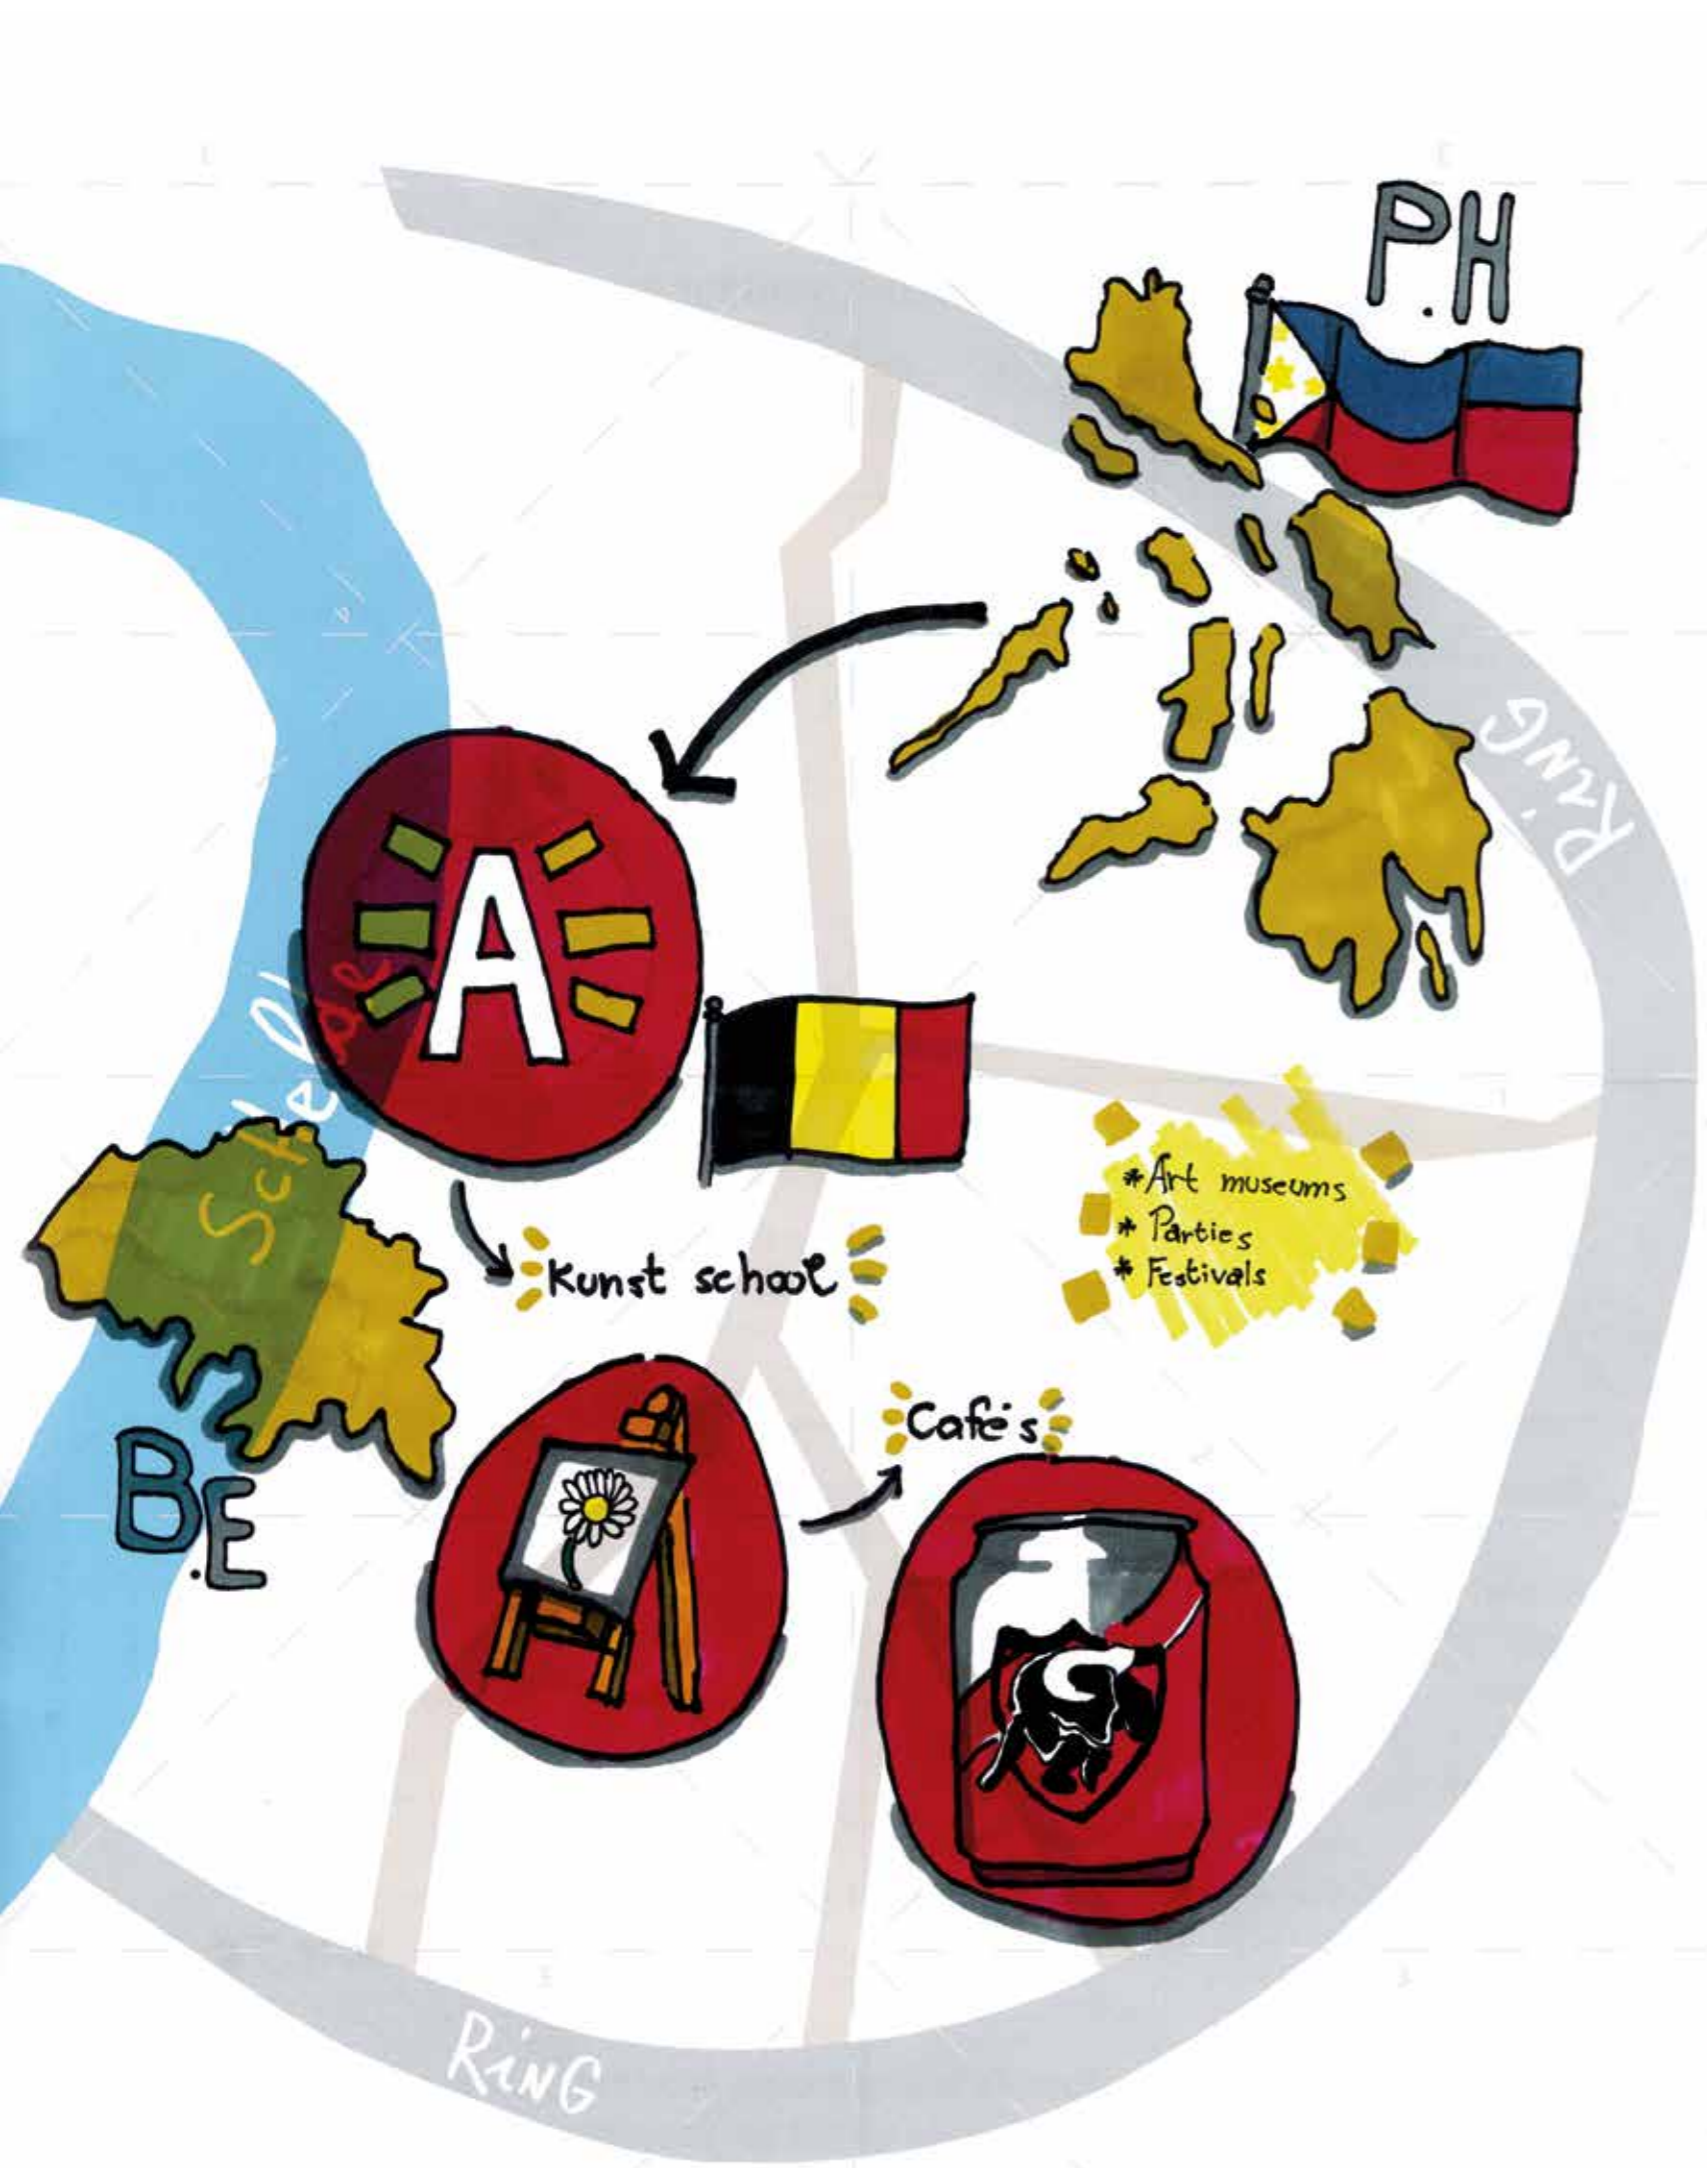 P.H
RiNG
A
Schelde
*Art museums
* Parties
* Festivals
Kunst school
Café's
B.E
G
RiNG